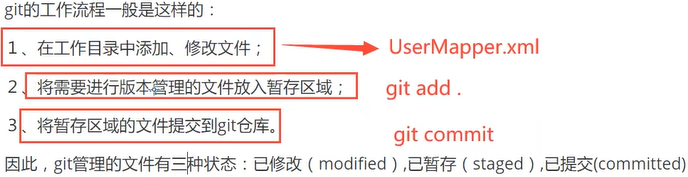 git的工作流程一般是这样的：
1、在工作目录中添加、修改文件； UserMapper.xml
2、将需要进行版本管理的文件放入暂存区域； git add .
3、将暂存区域的文件提交到git仓库。 git commit
因此，git管理的文件有三种状态：已修改（modified）,已暂存（staged）,已提交(committed)